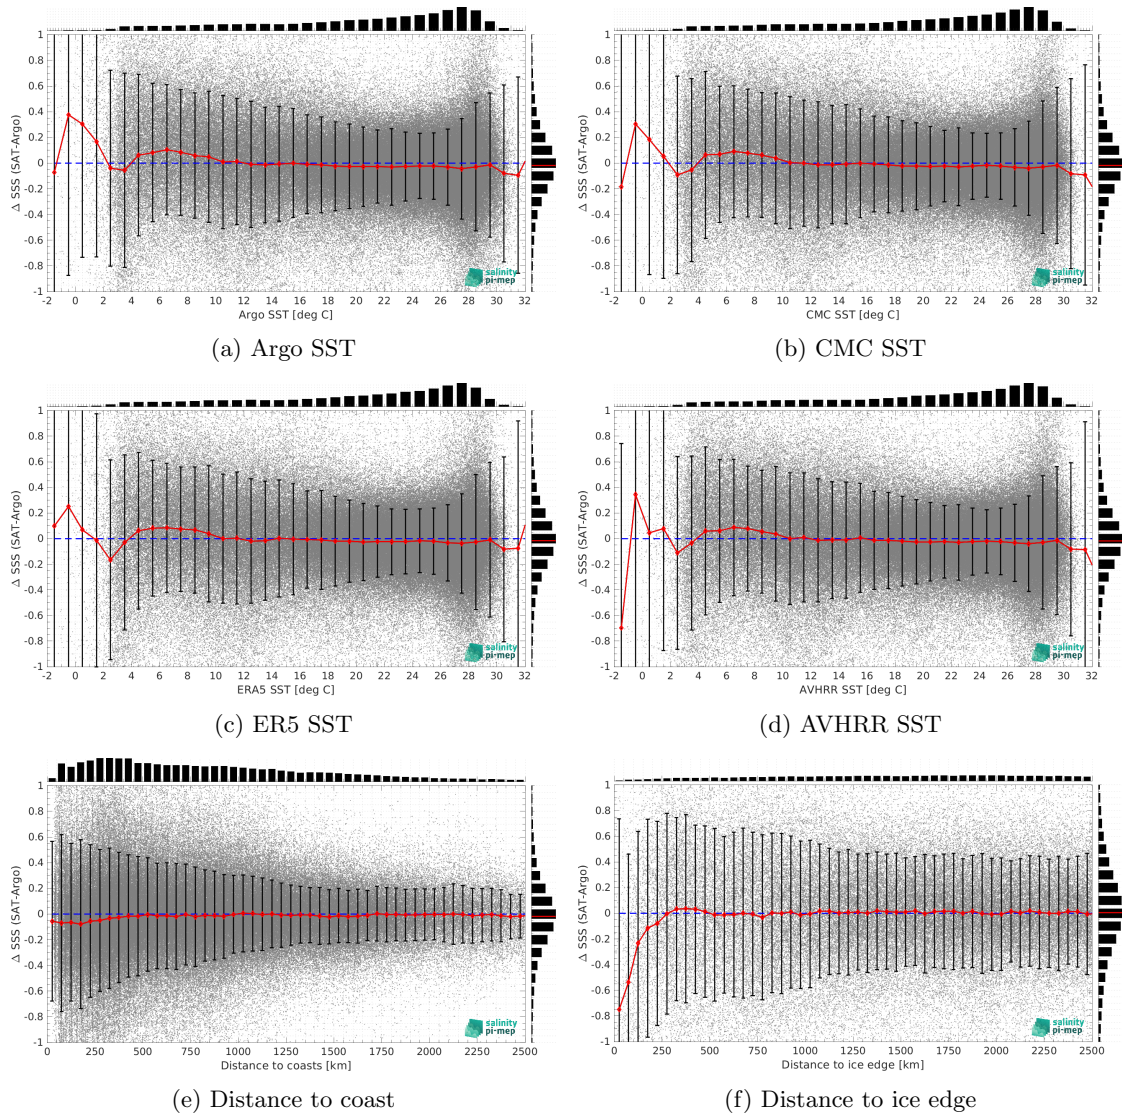 1
0.8
0.6
0.4
0.2
0
-0.2
-0.4
-0.6
-0.8
-1
Δ SSS (SAT-Argo)
salinity
pi-mep
-2 0 2 4 6 8 10 12 14 16 18 20 22 24 26 28 30 32
Argo SST [deg C]
(a) Argo SST
1
0.8
0.6
0.4
0.2
0
-0.2
-0.4
-0.6
-0.8
-1
Δ SSS (SAT-Argo)
salinity
pi-mep
-2 0 2 4 6 8 10 12 14 16 18 20 22 24 26 28 30 32
CMC SST [deg C]
(b) CMC SST
1
0.8
0.6
0.4
0.2
0
-0.2
-0.4
-0.6
-0.8
-1
Δ SSS (SAT-Argo)
salinity
pi-mep
-2 0 2 4 6 8 10 12 14 16 18 20 22 24 26 28 30 32
ERA5 SST [deg C]
(c) ER5 SST
1
0.8
0.6
0.4
0.2
0
-0.2
-0.4
-0.6
-0.8
-1
Δ SSS (SAT-Argo)
salinity
pi-mep
-2 0 2 4 6 8 10 12 14 16 18 20 22 24 26 28 30 32
AVHRR SST [deg C]
(d) AVHRR SST
1
0.8
0.6
0.4
0.2
0
-0.2
-0.4
-0.6
-0.8
-1
Δ SSS (SAT-Argo)
salinity
pi-mep
0 250 500 750 1000 1250 1500 1750 2000 2250 2500
Distance to coasts [km]
(e) Distance to coast
1
0.8
0.6
0.4
0.2
0
-0.2
-0.4
-0.6
-0.8
-1
Δ SSS (SAT-Argo)
salinity
pi-mep
0 250 500 750 1000 1250 1500 1750 2000 2250 2500
Distance to ice edge [km]
(f) Distance to ice edge